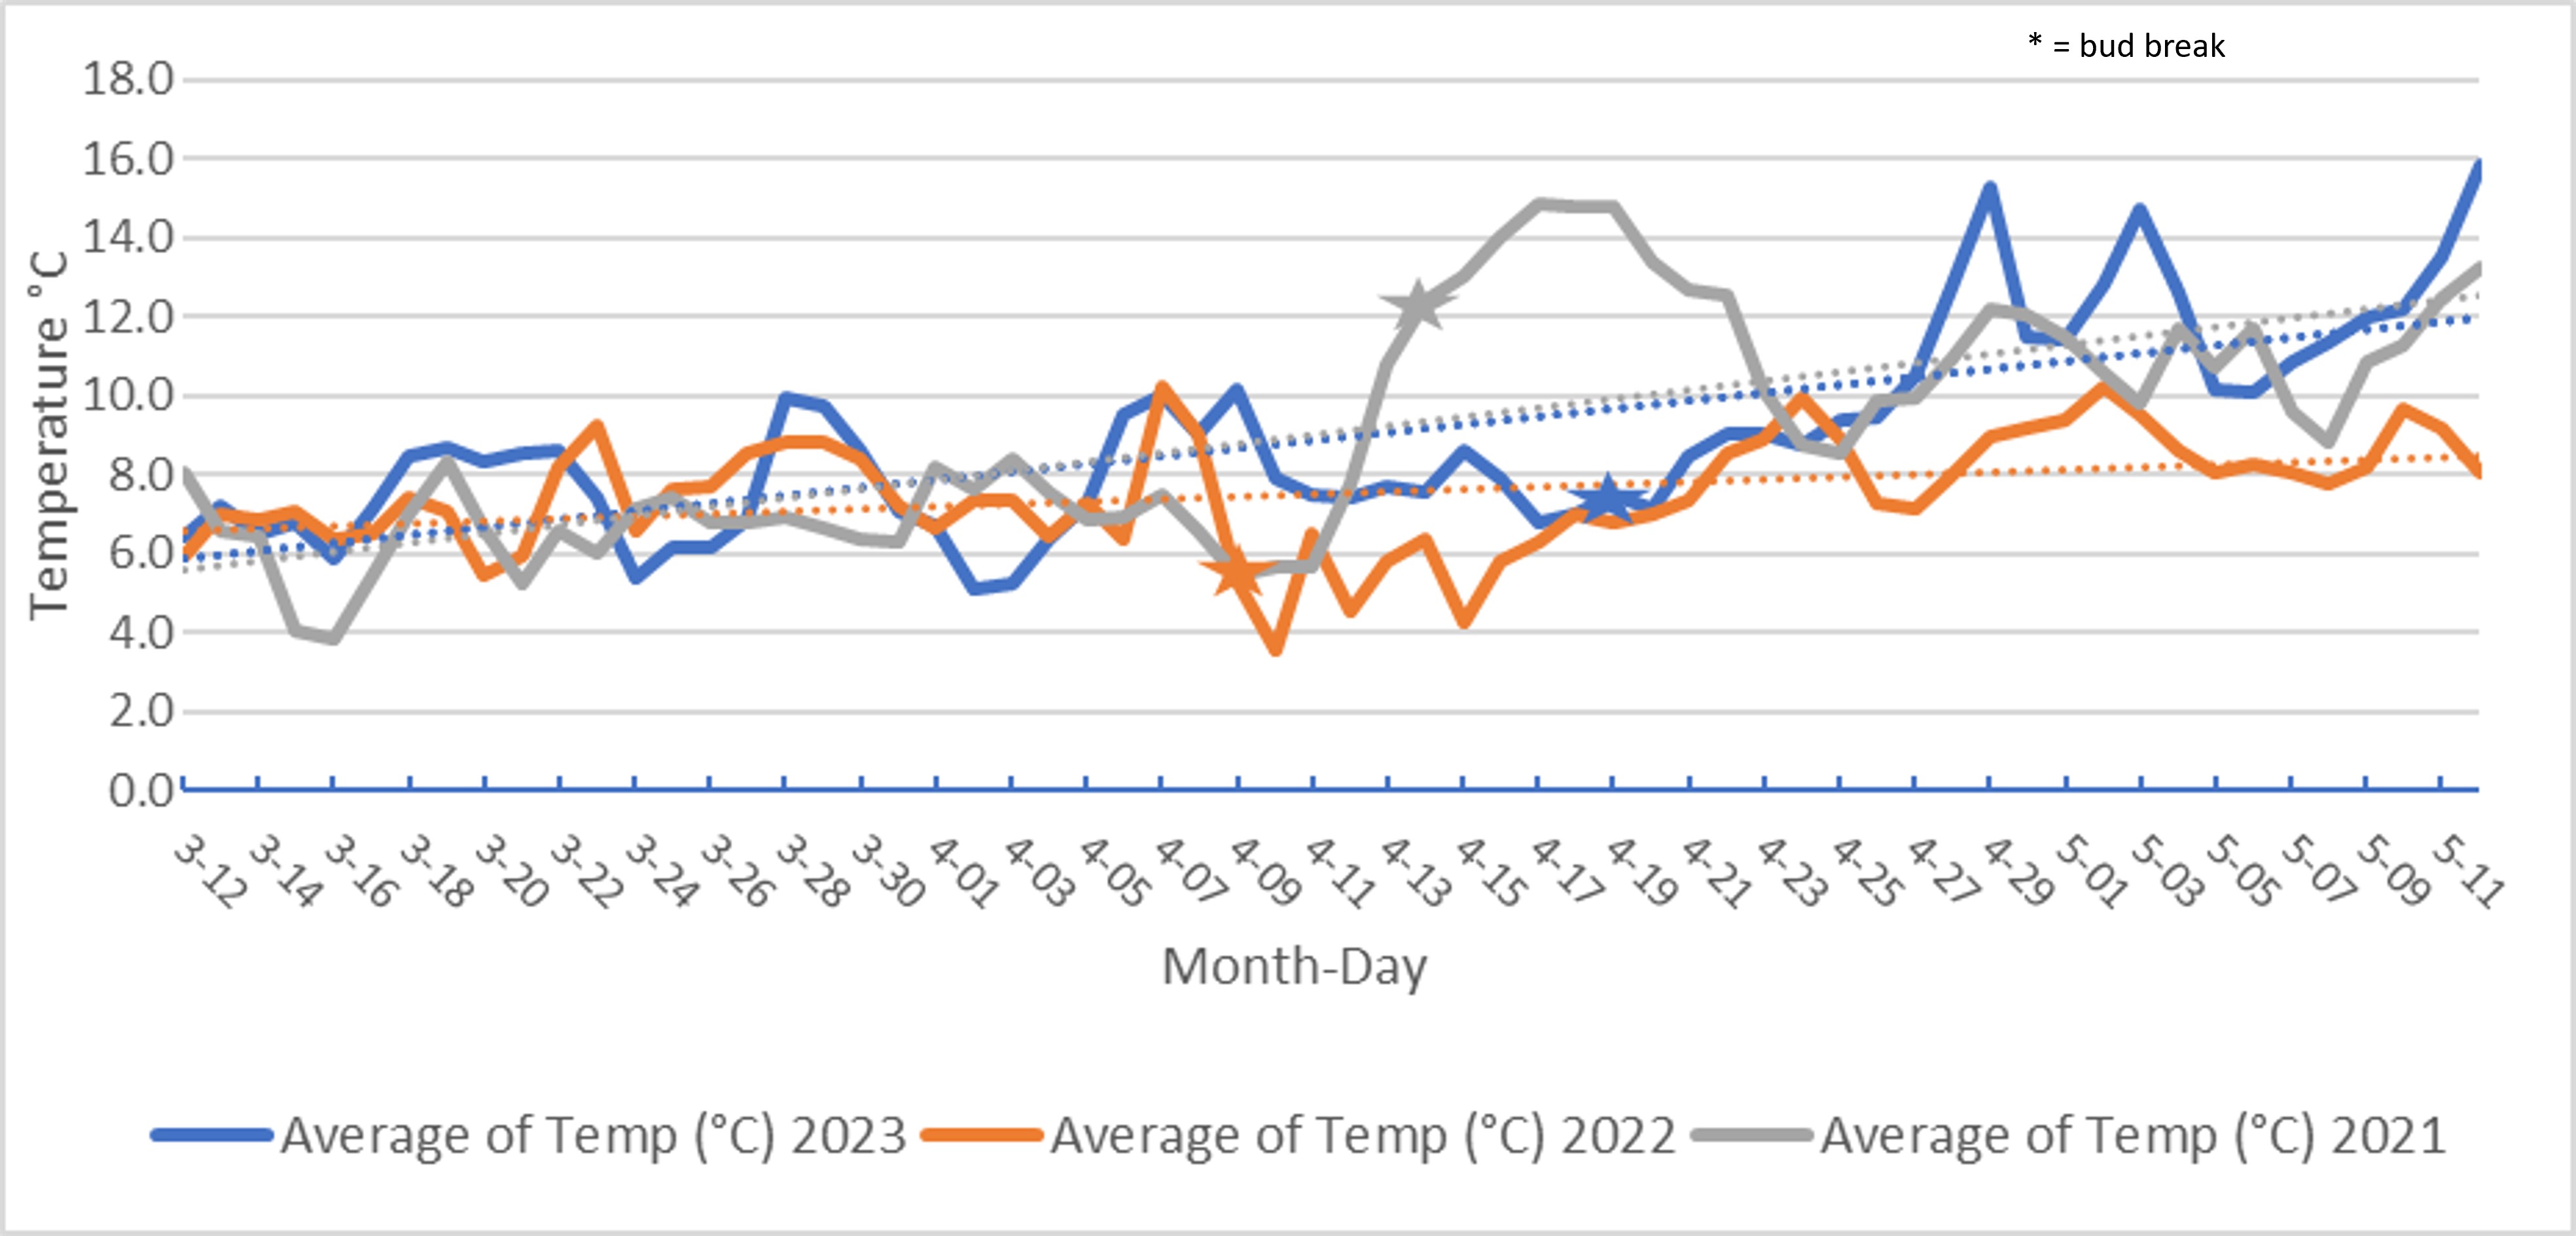 * = bud break
18.0
16.0
14.0
12.0
10.0
8.0
6.0
4.0
2.0
0.0
Temperature °C
3-12 3-14 3-16 3-18 3-20 3-22 3-24 3-26 3-28 3-30 4-01 4-03 4-05 4-07 4-09 4-11 4-13 4-15 4-17 4-19 4-21 4-23 4-25 4-27 4-29 5-01 5-03 5-05 5-07 5-09 5-11
Month-Day
Average of Temp (°C) 2023 Average of Temp (°C) 2022 Average of Temp (°C) 2021